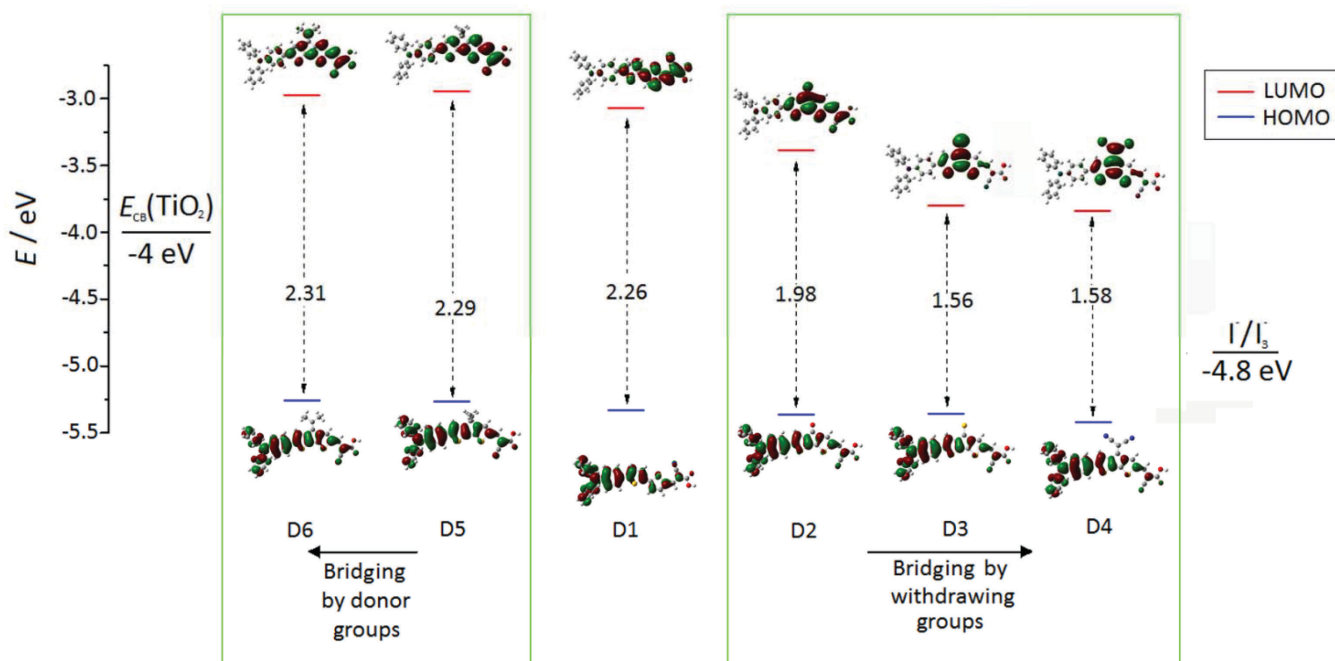 E / eV
-3.0
-3.5
-4.0
-4.5
-5.0
-5.5
E_CB(TiO₂)
-4 eV
2.31
2.29
2.26
1.98
1.56
1.58
LUMO
HOMO
I⁻/I₃⁻
-4.8 eV
D6
D5
D1
D2
D3
D4
Bridging
by donor
groups
Bridging by
withdrawing
groups